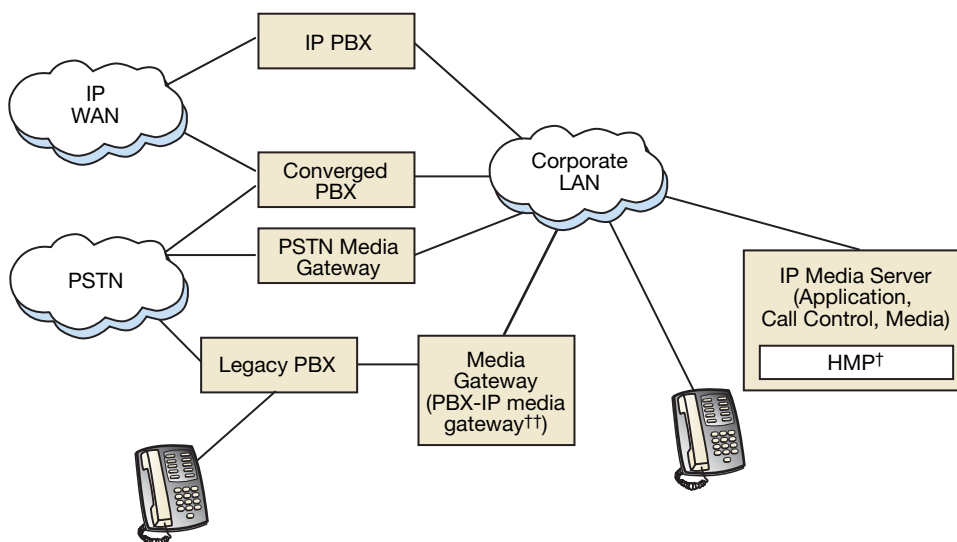 IP PBX
IP
WAN
Corporate
LAN
Converged
PBX
PSTN Media
Gateway
PSTN
IP Media Server
(Application,
Call Control, Media)
HMP†
Legacy PBX
Media
Gateway
(PBX-IP media
gateway††)